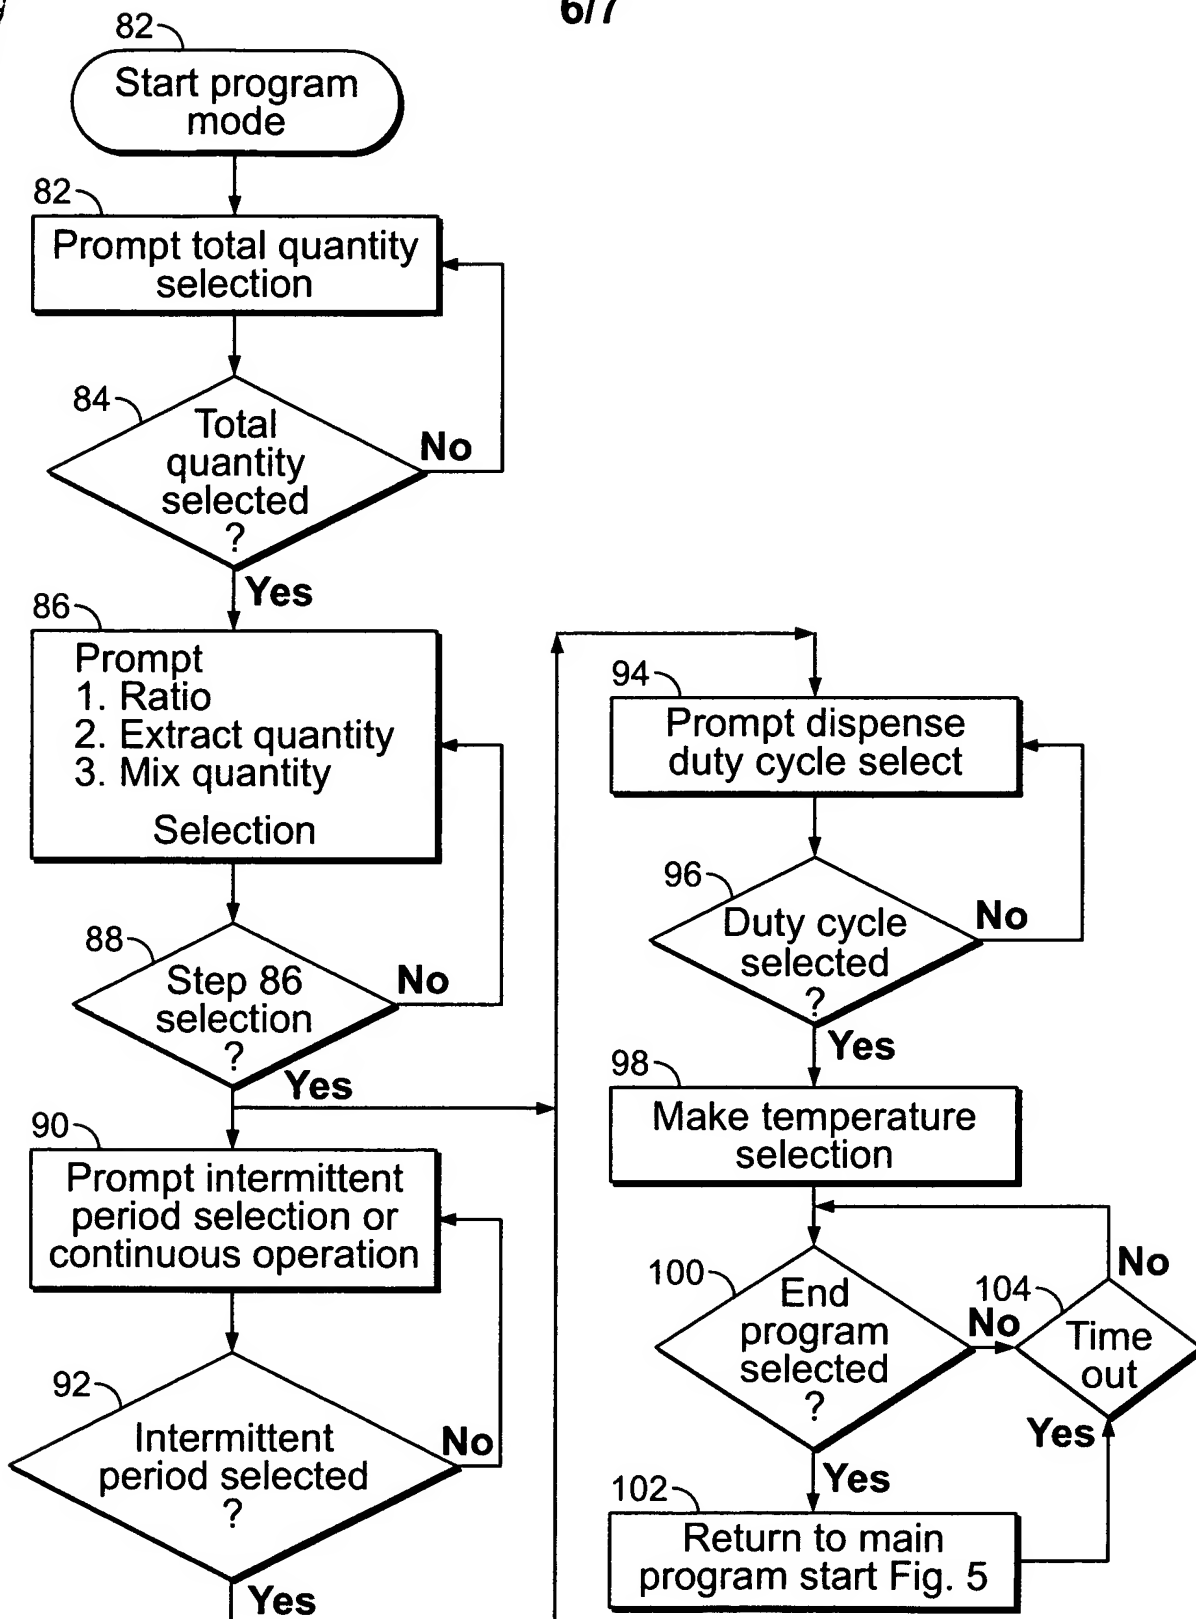 6/7
82
Start program
mode
82
Prompt total quantity
selection
84
Total
quantity
selected
?
No
Yes
86
Prompt
1. Ratio
2. Extract quantity
3. Mix quantity
Selection
88
Step 86
selection
?
No
Yes
90
Prompt intermittent
period selection or
continuous operation
92
Intermittent
period selected
?
No
Yes
94
Prompt dispense
duty cycle select
96
Duty cycle
selected
?
No
Yes
98
Make temperature
selection
100
End
program
selected
?
No
Yes
104
Time
out
No
Yes
102
Return to main
program start Fig. 5